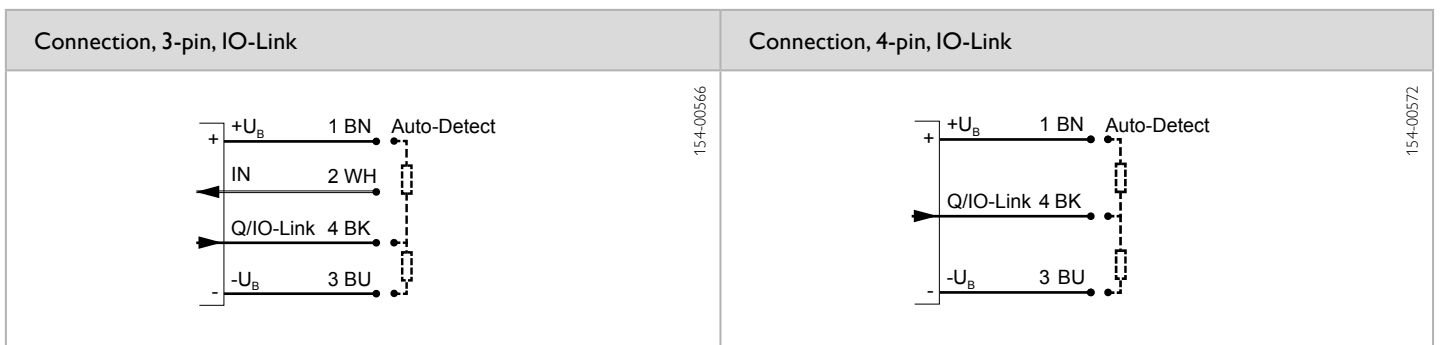 Connection, 3-pin, IO-Link
Connection, 4-pin, IO-Link
+U_B 1 BN Auto-Detect
+
IN 2 WH
Q/IO-Link 4 BK
-U_B 3 BU
-
154-00566
+U_B 1 BN Auto-Detect
+
Q/IO-Link 4 BK
-U_B 3 BU
-
154-00572